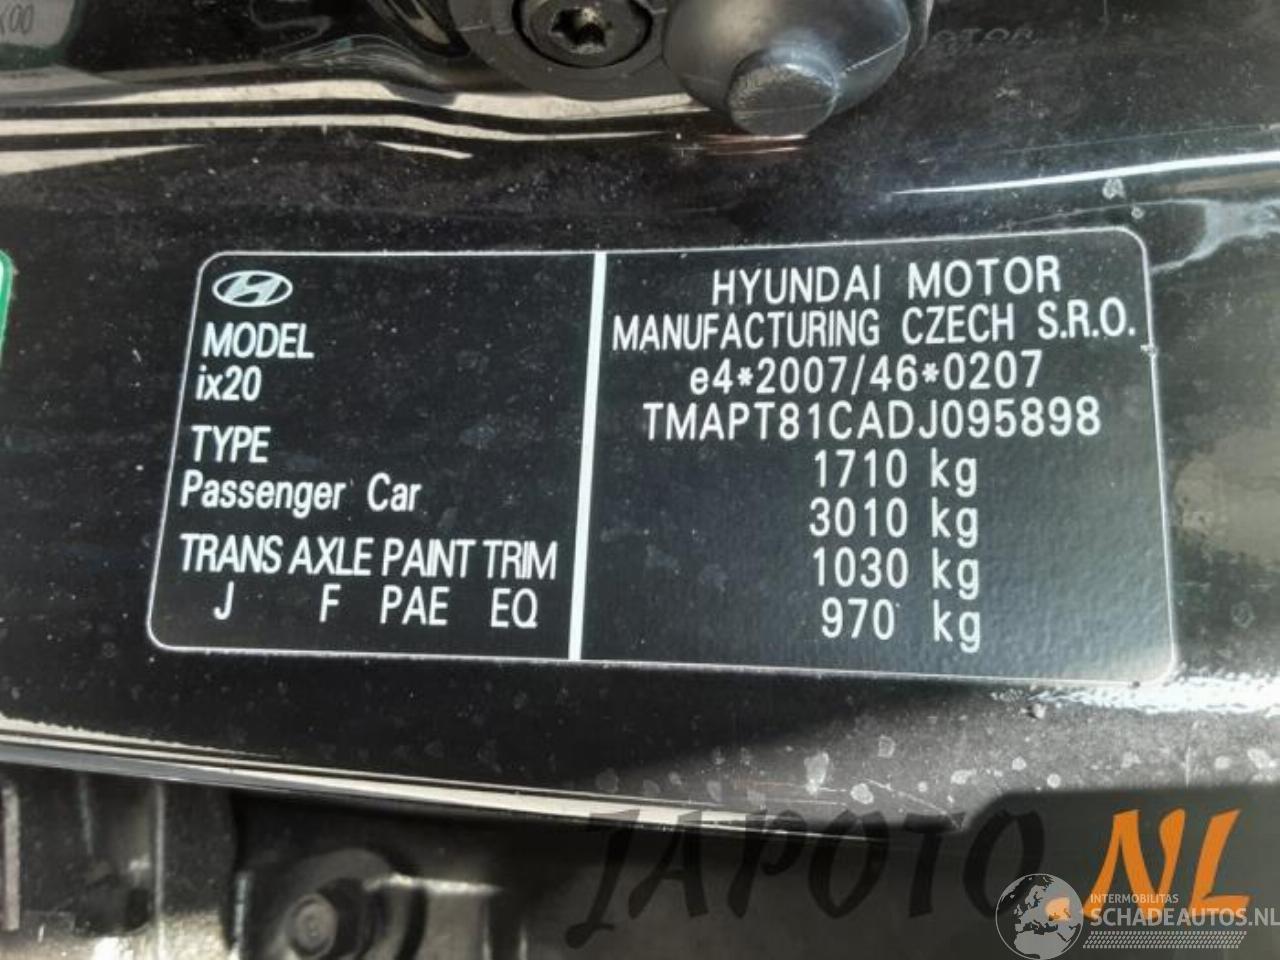 MODEL
ix20
TYPE
Passenger Car
TRANS AXLE PAINT TRIM
J F PAE EQ
HYUNDAI MOTOR
MANUFACTURING CZECH S.R.O.
e4*2007/46*0207
TMAPT81CADJ095898
1710 kg
3010 kg
1030 kg
970 kg
JAPOTO.NL
INTERMOBILITAS
SCHADEAUTOS.NL